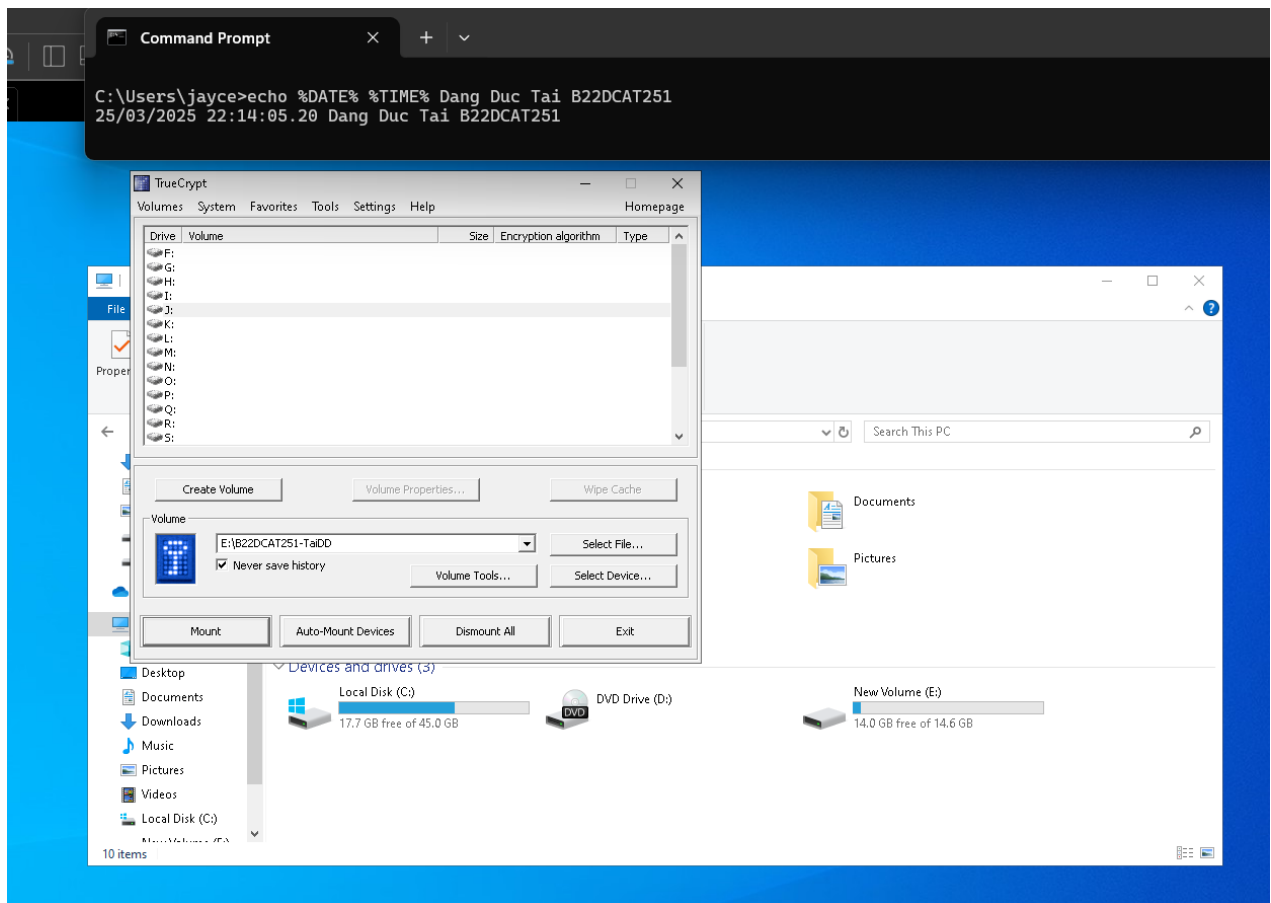 Command Prompt
C:\Users\jayce>echo %DATE% %TIME% Dang Duc Tai B22DCAT251
25/03/2025 22:14:05.20 Dang Duc Tai B22DCAT251
TrueCrypt
Volumes System Favorites Tools Settings Help Homepage
Drive Volume Size Encryption algorithm Type
F:
G:
H:
I:
J:
K:
L:
M:
N:
O:
P:
Q:
R:
S:
Create Volume Volume Properties... Wipe Cache
Volume
E:\B22DCAT251-TaiDD Select File...
Never save history Volume Tools... Select Device...
Mount Auto-Mount Devices Dismount All Exit
File
Search This PC
Documents
Pictures
Devices and drives (3)
Local Disk (C:)
17.7 GB free of 45.0 GB
DVD Drive (D:)
New Volume (E:)
14.0 GB free of 14.6 GB
Desktop
Documents
Downloads
Music
Pictures
Videos
Local Disk (C:)
10 items